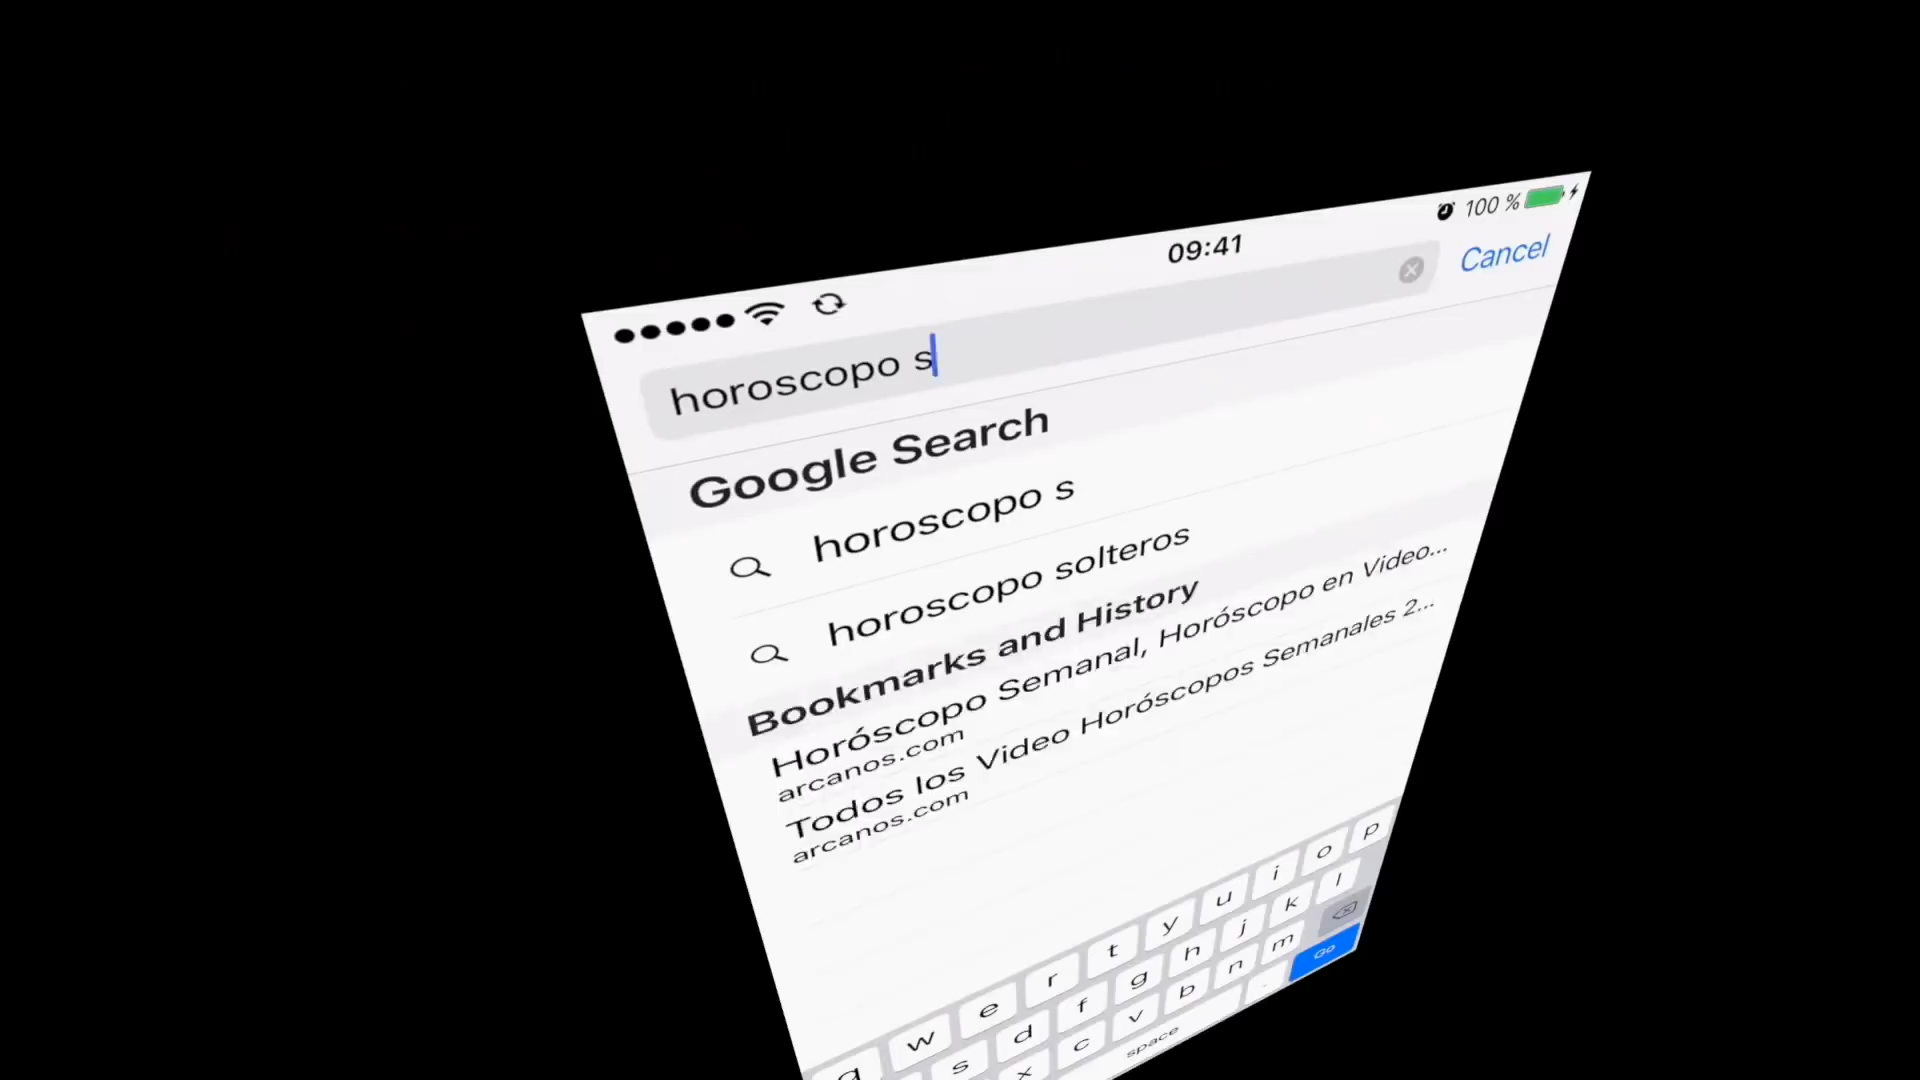 09:41
100 %
horoscopo s
Cancel
Google Search
horoscopo s
horoscopo solteros
Bookmarks and History
Horóscopo Semanal, Horóscopo en Video...
arcanos.com
Todos los Video Horóscopos Semanales 2...
arcanos.com
q w e r t y u i o p
s d f g h j k l
x c v b n m
space . Go